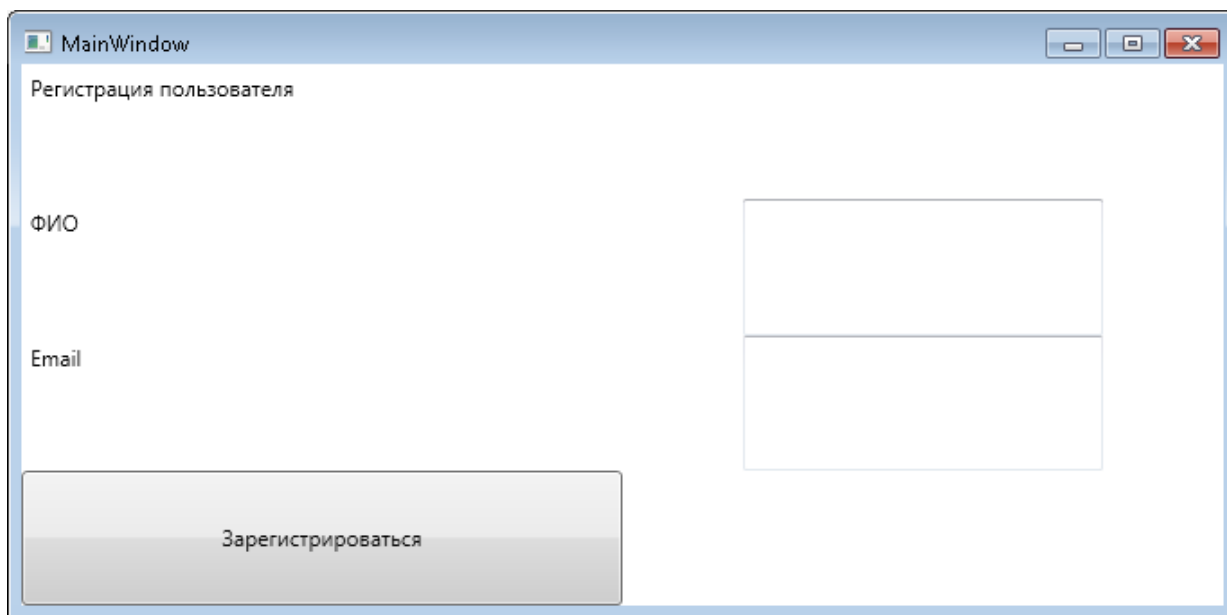 MainWindow
Регистрация пользователя
ФИО
Email
Зарегистрироваться